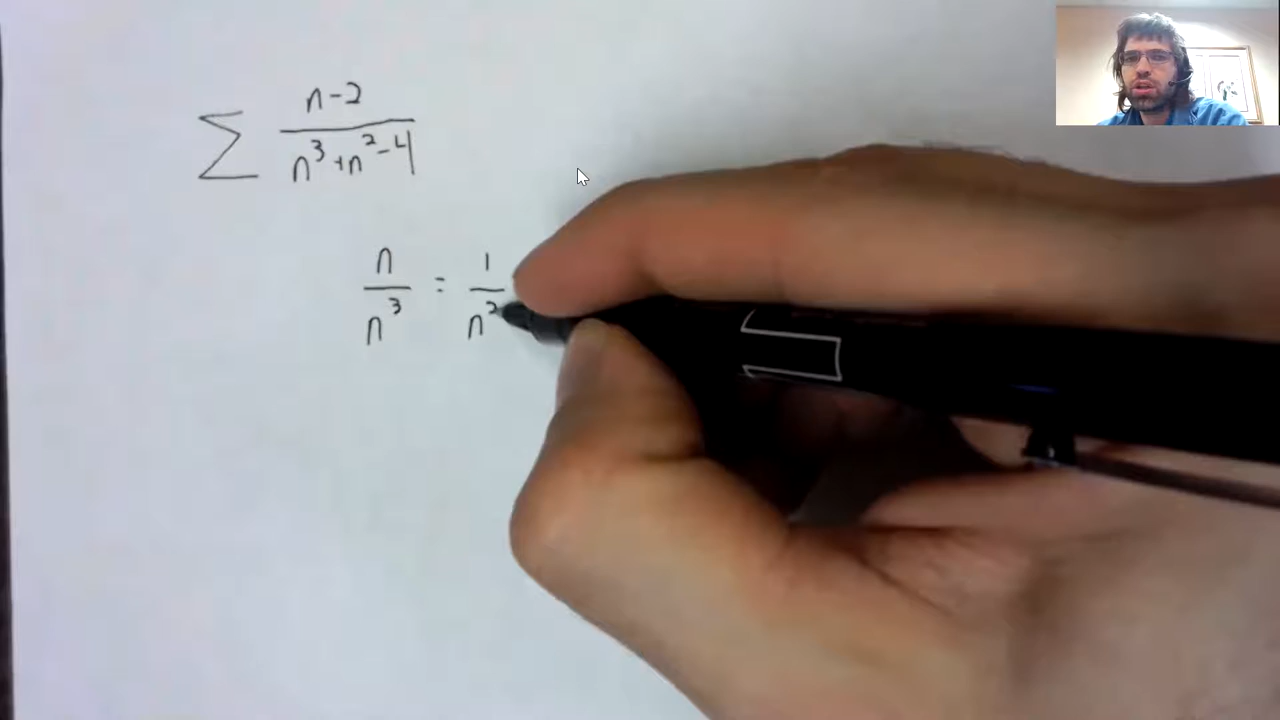 ∑ n-2 / n³+n²-4
n / n³ = 1 / n²